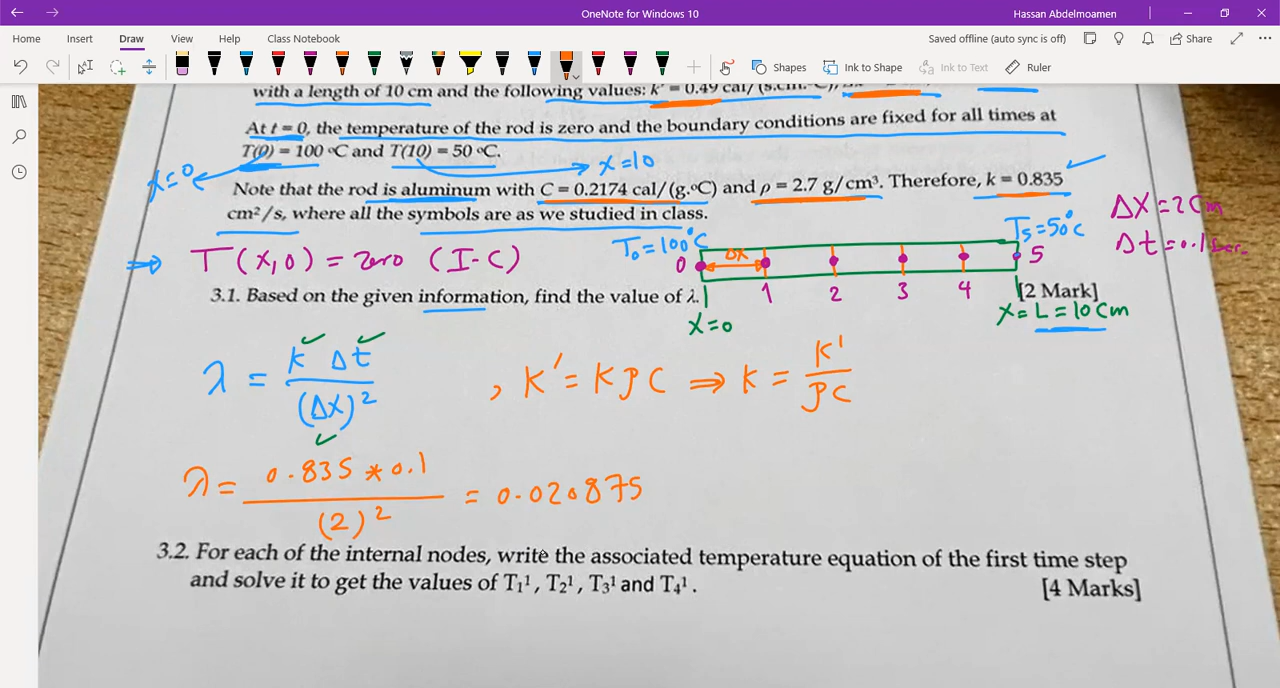 OneNote for Windows 10
Hassan Abdelmoamen
Home Insert Draw View Help Class Notebook
Saved offline (auto sync is off)
Share
Shapes Ink to Shape Ink to Text Ruler
with a length of 10 cm and the following values: k' = 0.49 cal/(s.cm.
At t = 0, the temperature of the rod is zero and the boundary conditions are fixed for all times at
T(0) = 100 °C and T(10) = 50 °C.
x=0
x=10
Note that the rod is aluminum with C = 0.2174 cal/(g.°C) and ρ = 2.7 g/cm³. Therefore, k = 0.835
cm²/s, where all the symbols are as we studied in class.
ΔX = 2 Cm
Δt = 0.1 Sec.
⇒ T(X,0) = Zero (I-C)
T₀=100°C
T₅=50°C
0 ΔX 5
1 2 3 4
3.1. Based on the given information, find the value of λ. [2 Mark]
X=0
X=L=10 Cm
λ = k Δt / (ΔX)² , K' = KρC ⇒ K = K' / ρC
λ = 0.835 * 0.1 / (2)² = 0.020875
3.2. For each of the internal nodes, write the associated temperature equation of the first time step
and solve it to get the values of T₁¹, T₂¹, T₃¹ and T₄¹. [4 Marks]